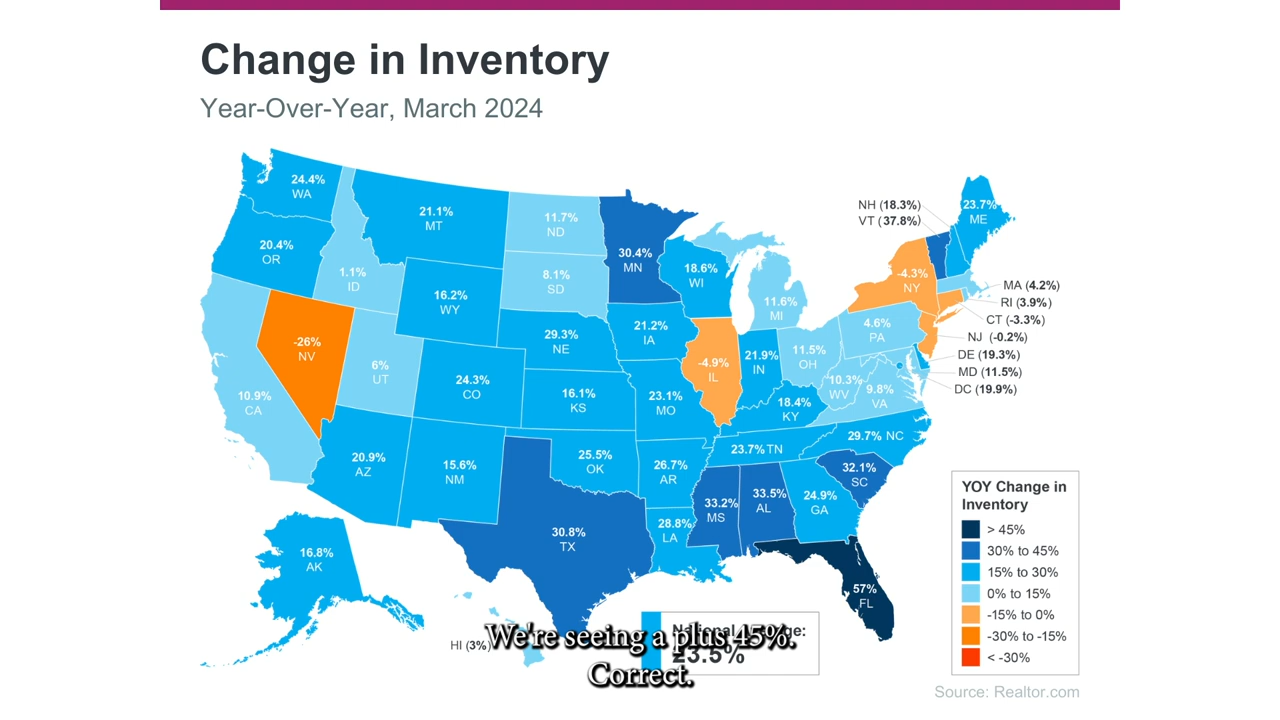 Change in Inventory
Year-Over-Year, March 2024
24.4%
WA
20.4%
OR
1.1%
ID
21.1%
MT
11.7%
ND
8.1%
SD
16.2%
WY
30.4%
MN
18.6%
WI
11.6%
MI
NH (18.3%)
VT (37.8%)
23.7%
ME
-4.3%
NY
MA (4.2%)
RI (3.9%)
CT (-3.3%)
NJ (-0.2%)
DE (19.3%)
MD (11.5%)
DC (19.9%)
-26%
NV
6%
UT
10.9%
CA
24.3%
CO
29.3%
NE
21.2%
IA
-4.9%
IL
21.9%
IN
11.5%
OH
4.6%
PA
10.3%
WV
9.8%
VA
16.1%
KS
23.1%
MO
18.4%
KY
29.7% NC
23.7% TN
20.9%
AZ
15.6%
NM
25.5%
OK
26.7%
AR
32.1%
SC
33.2%
MS
33.5%
AL
24.9%
GA
28.8%
LA
30.8%
TX
57%
FL
16.8%
AK
HI (3%)
23.5%
We're seeing a plus 45%.
Correct.
YOY Change in
Inventory
> 45%
30% to 45%
15% to 30%
0% to 15%
-15% to 0%
-30% to -15%
< -30%
Source: Realtor.com